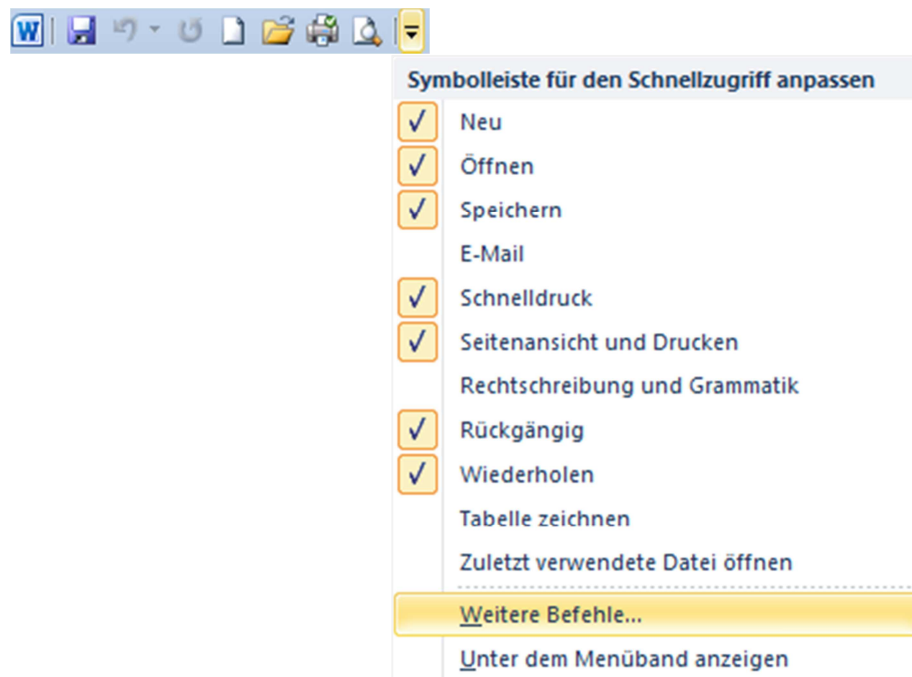 W
Symbolleiste für den Schnellzugriff anpassen
Neu
Öffnen
Speichern
E-Mail
Schnelldruck
Seitenansicht und Drucken
Rechtschreibung und Grammatik
Rückgängig
Wiederholen
Tabelle zeichnen
Zuletzt verwendete Datei öffnen
Weitere Befehle...
Unter dem Menüband anzeigen